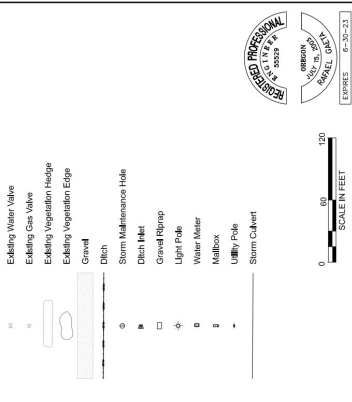 Existing Water Valve
Existing Gas Valve
Existing Vegetation Hedge
Existing Vegetation Edge
Gravel
Ditch
Storm Maintenance Hole
Ditch Inlet
Gravel Riprap
Light Pole
Water Meter
Mailbox
Utility Pole
Storm Culvert
0 60 120
SCALE IN FEET
REGISTERED PROFESSIONAL
ENGINEER
55529
OREGON
JULY 15, 2003
RAFAEL GAETA
EXPIRES 6-30-23